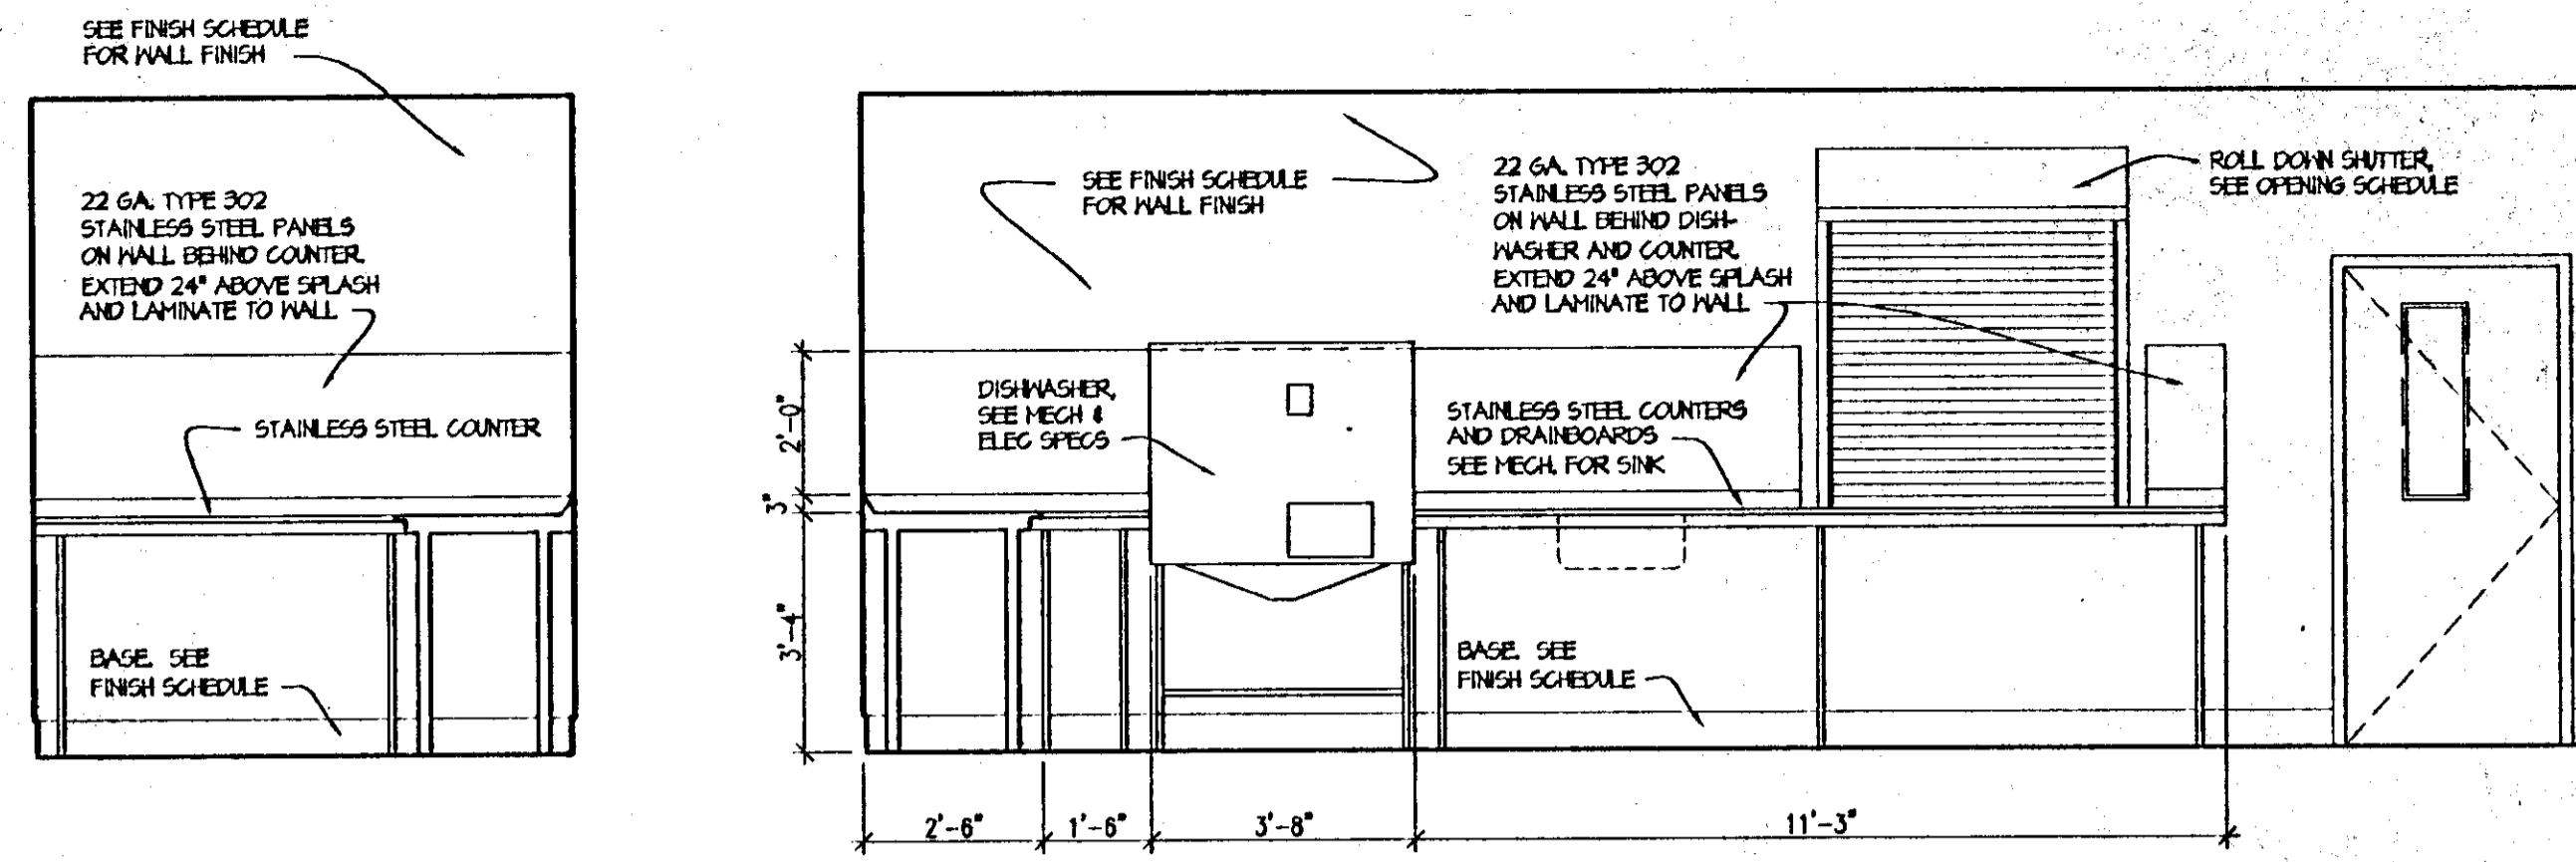 SEE FINISH SCHEDULE
FOR WALL FINISH
22 GA. TYPE 302
STAINLESS STEEL PANELS
ON WALL BEHIND COUNTER.
EXTEND 24" ABOVE SPLASH
AND LAMINATE TO WALL
STAINLESS STEEL COUNTER
BASE. SEE
FINISH SCHEDULE
SEE FINISH SCHEDULE
FOR WALL FINISH
22 GA. TYPE 302
STAINLESS STEEL PANELS
ON WALL BEHIND DISH-
WASHER AND COUNTER.
EXTEND 24" ABOVE SPLASH
AND LAMINATE TO WALL
ROLL DOWN SHUTTER,
SEE OPENING SCHEDULE
DISHWASHER,
SEE MECH &
ELEC SPECS
STAINLESS STEEL COUNTERS
AND DRAINBOARDS
SEE MECH. FOR SINK
BASE. SEE
FINISH SCHEDULE
2'-0"
3"
3'-4"
2'-6"
1'-6"
3'-8"
11'-3"